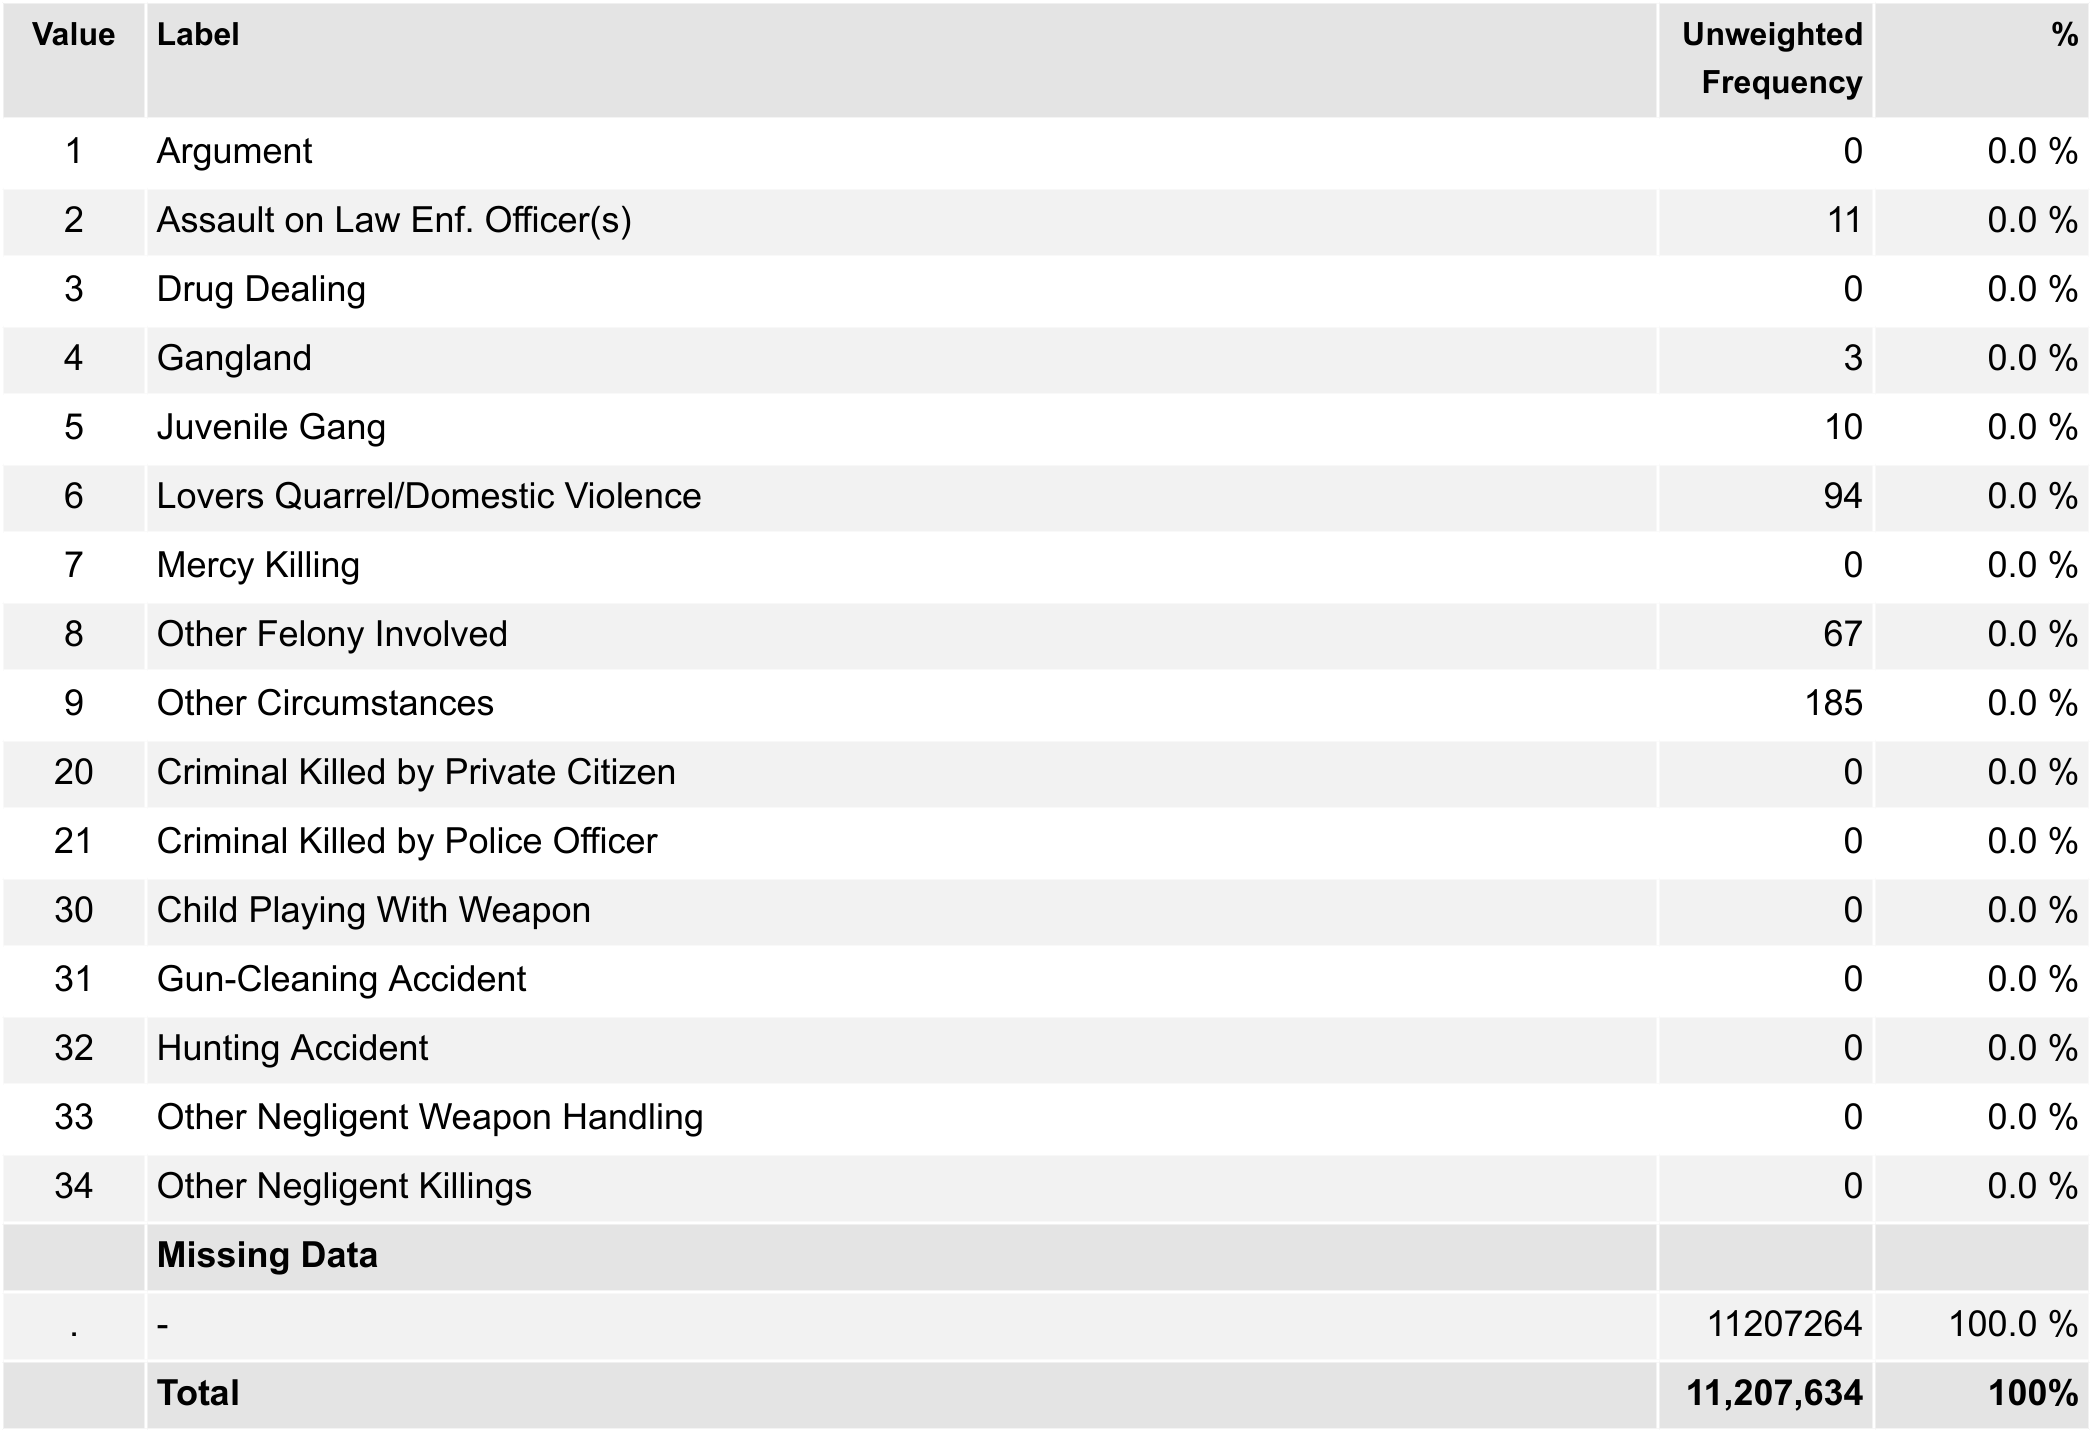 Value Label Unweighted Frequency %
1 Argument 0 0.0 %
2 Assault on Law Enf. Officer(s) 11 0.0 %
3 Drug Dealing 0 0.0 %
4 Gangland 3 0.0 %
5 Juvenile Gang 10 0.0 %
6 Lovers Quarrel/Domestic Violence 94 0.0 %
7 Mercy Killing 0 0.0 %
8 Other Felony Involved 67 0.0 %
9 Other Circumstances 185 0.0 %
20 Criminal Killed by Private Citizen 0 0.0 %
21 Criminal Killed by Police Officer 0 0.0 %
30 Child Playing With Weapon 0 0.0 %
31 Gun-Cleaning Accident 0 0.0 %
32 Hunting Accident 0 0.0 %
33 Other Negligent Weapon Handling 0 0.0 %
34 Other Negligent Killings 0 0.0 %
Missing Data
. - 11207264 100.0 %
Total 11,207,634 100%